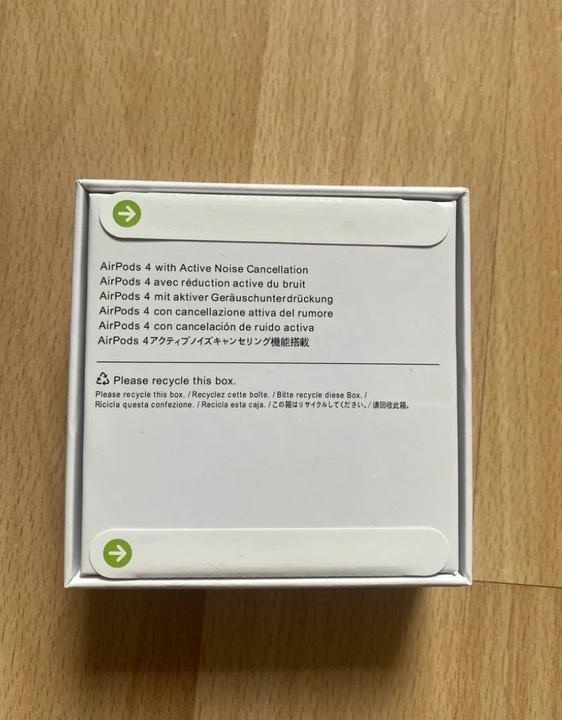 AirPods 4 with Active Noise Cancellation
AirPods 4 avec réduction active du bruit
AirPods 4 mit aktiver Geräuschunterdrückung
AirPods 4 con cancellazione attiva del rumore
AirPods 4 con cancelación de ruido activa
AirPods 4アクティブノイズキャンセリング機能搭載
Please recycle this box.
Please recycle this box. / Recyclez cette boîte. / Bitte recycle diese Box. /
Ricicla questa confezione. / Recicla esta caja. / この箱はリサイクルしてください。/ 请回收此箱。